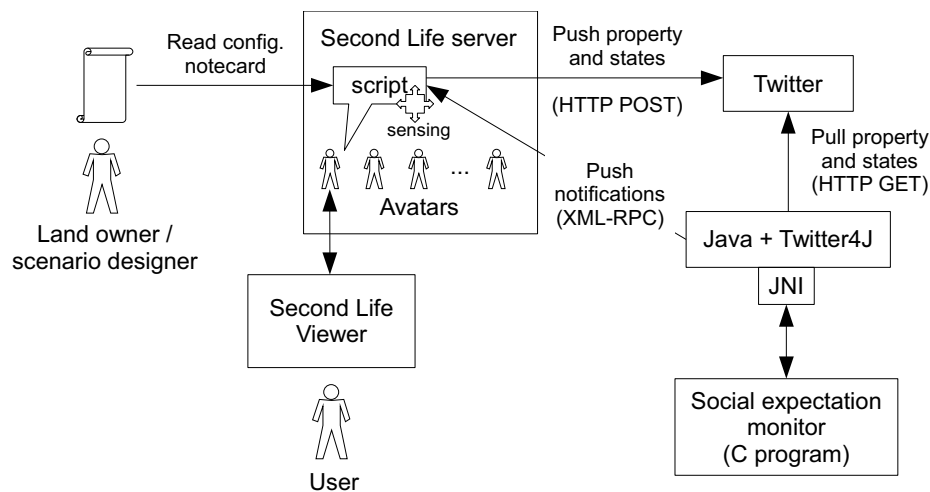 Read config.
notecard
Second Life server
script
sensing
...
Avatars
Push property
and states
(HTTP POST)
Twitter
Pull property
and states
(HTTP GET)
Push
notifications
(XML-RPC)
Java + Twitter4J
JNI
Land owner /
scenario designer
Second Life
Viewer
User
Social expectation
monitor
(C program)